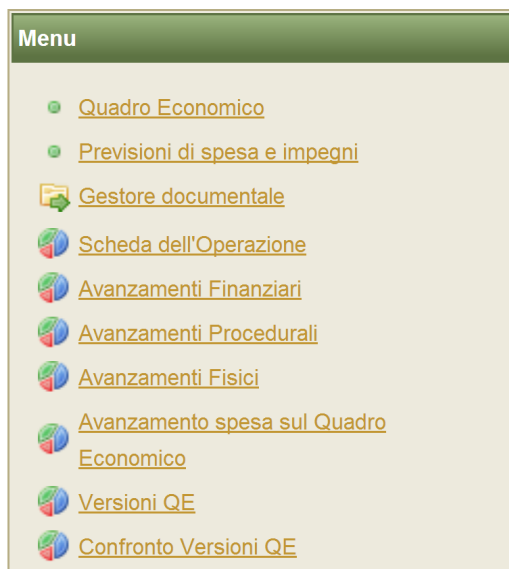 Menu
Quadro Economico
Previsioni di spesa e impegni
Gestore documentale
Scheda dell'Operazione
Avanzamenti Finanziari
Avanzamenti Procedurali
Avanzamenti Fisici
Avanzamento spesa sul Quadro
Economico
Versioni QE
Confronto Versioni QE